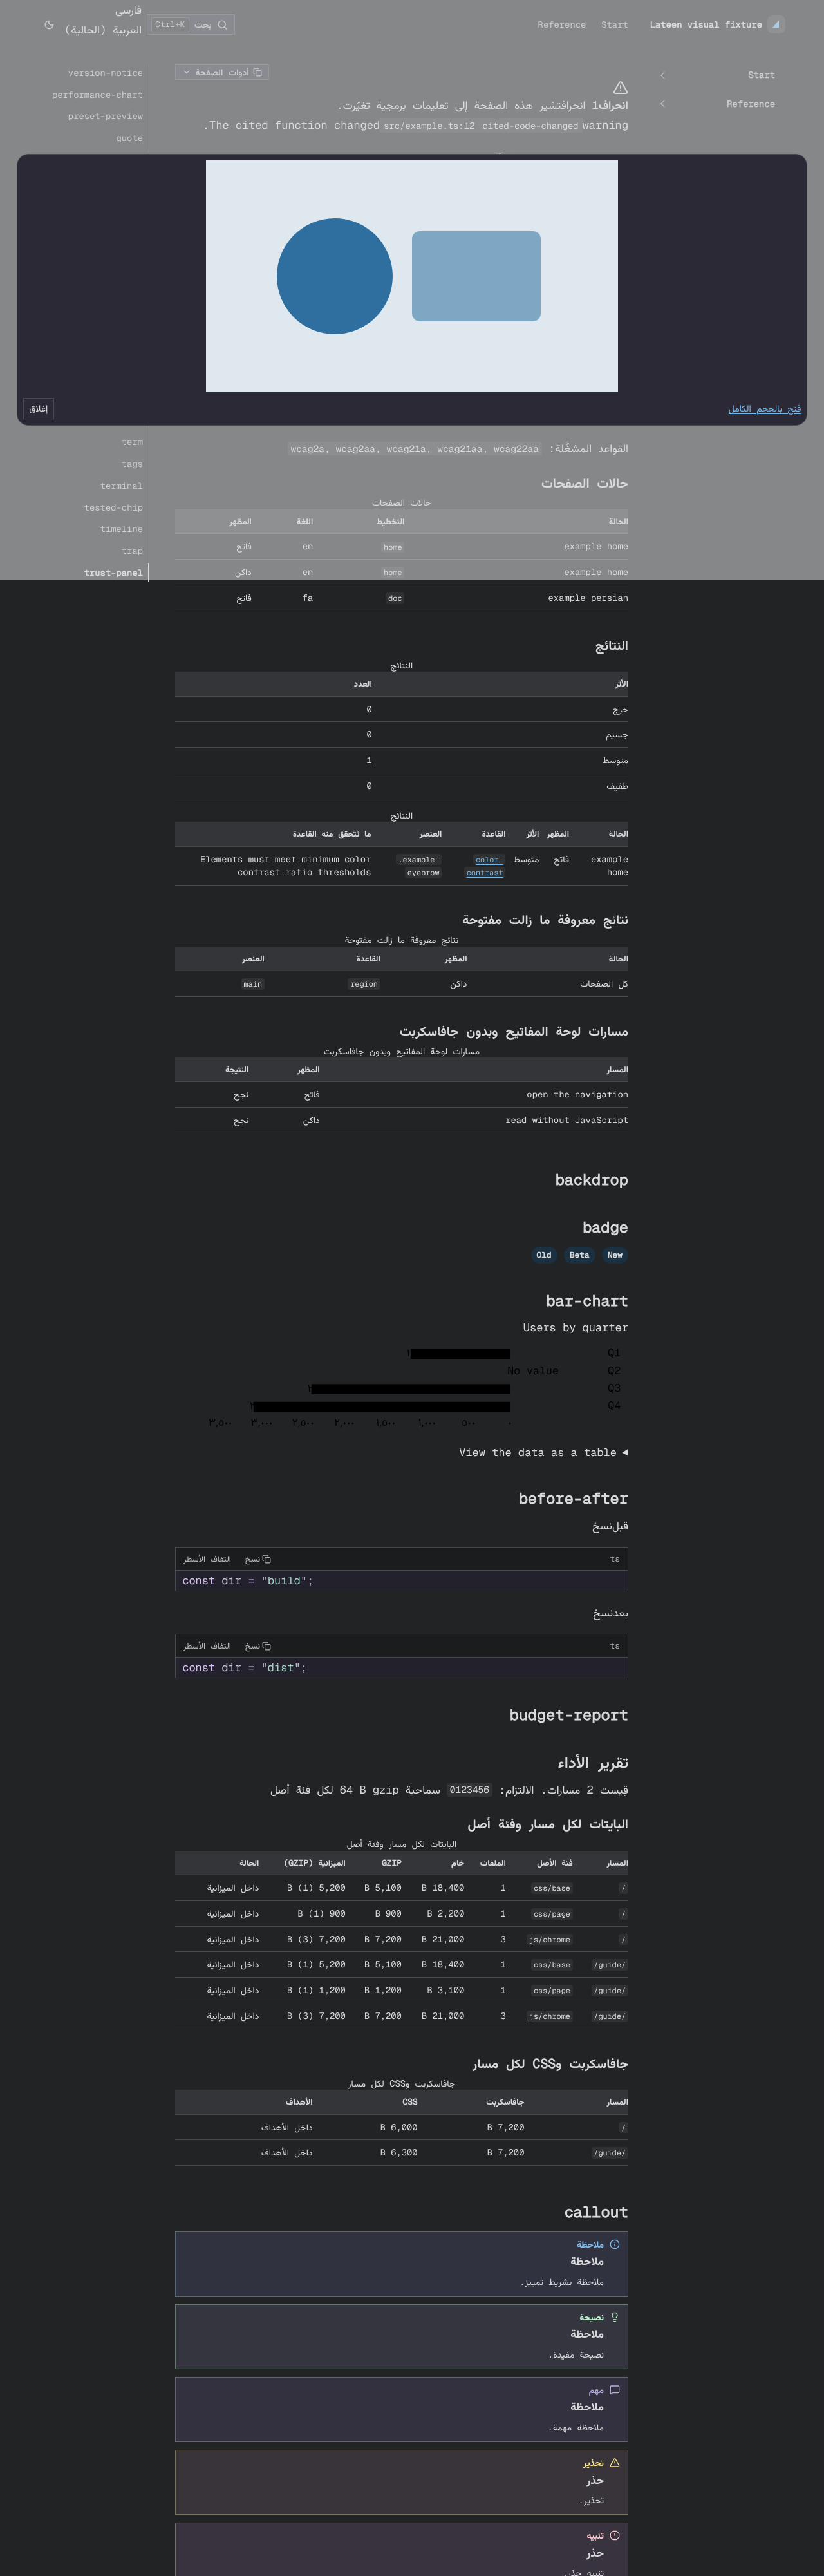 Lateen visual fixture
Start
Reference
بحث
Ctrl+K
العربية (الحالية)
فارسی
Start
Reference
أدوات الصفحة
انحراف1 انحرافتشير هذه الصفحة إلى تعليمات برمجية تغيّرت.
warning cited-code-changed src/example.ts:12 The cited function changed.
version-notice
performance-chart
preset-preview
quote
فتح بالحجم الكامل
إغلاق
term
tags
terminal
tested-chip
timeline
trap
trust-panel
القواعد المشغَّلة: wcag2a, wcag2aa, wcag21a, wcag21aa, wcag22aa
حالات الصفحات
حالات الصفحات
الحالة التخطيط اللغة المظهر
example home home en فاتح
example home home en داكن
example persian doc fa فاتح
النتائج
النتائج
الأثر العدد
حرج 0
جسيم 0
متوسط 1
طفيف 0
النتائج
الحالة المظهر الأثر القاعدة العنصر ما تتحقق منه القاعدة
example home فاتح متوسط color-contrast .example-eyebrow Elements must meet minimum color contrast ratio thresholds
نتائج معروفة ما زالت مفتوحة
نتائج معروفة ما زالت مفتوحة
الحالة المظهر القاعدة العنصر
كل الصفحات داكن region main
مسارات لوحة المفاتيح وبدون جافاسكربت
مسارات لوحة المفاتيح وبدون جافاسكربت
المسار المظهر النتيجة
open the navigation فاتح نجح
read without JavaScript داكن نجح
backdrop
badge
New Beta Old
bar-chart
Users by quarter
Q1
Q2 No value
Q3
Q4
٠ ٥٠٠ ١٬٠٠٠ ١٬٥٠٠ ٢٬٠٠٠ ٢٬٥٠٠ ٣٬٠٠٠ ٣٬٥٠٠
View the data as a table
before-after
قبلنسخ
ts نسخ التفاف الأسطر
const dir = "build";
بعدنسخ
ts نسخ التفاف الأسطر
const dir = "dist";
budget-report
تقرير الأداء
قِيست 2 مسارات. الالتزام: 0123456 سماحية 64 B gzip لكل فئة أصل
البايتات لكل مسار وفئة أصل
البايتات لكل مسار وفئة أصل
المسار فئة الأصل الملفات خام GZIP الميزانية (GZIP) الحالة
/ css/base 1 18,400 B 5,100 B 5,200 B (1) داخل الميزانية
/ css/page 1 2,200 B 900 B 900 B (1) داخل الميزانية
/ js/chrome 3 21,000 B 7,200 B 7,200 B (3) داخل الميزانية
/guide/ css/base 1 18,400 B 5,100 B 5,200 B (1) داخل الميزانية
/guide/ css/page 1 3,100 B 1,200 B 1,200 B (1) داخل الميزانية
/guide/ js/chrome 3 21,000 B 7,200 B 7,200 B (3) داخل الميزانية
جافاسكربت وCSS لكل مسار
جافاسكربت وCSS لكل مسار
المسار جافاسكربت CSS الأهداف
/ 7,200 B 6,000 B داخل الأهداف
/guide/ 7,200 B 6,300 B داخل الأهداف
callout
ملاحظة
ملاحظة
ملاحظة بشريط تمييز.
نصيحة
ملاحظة
نصيحة مفيدة.
مهم
ملاحظة
ملاحظة مهمة.
تحذير
حذر
تحذير.
تنبيه
حذر
تنبيه حذر.